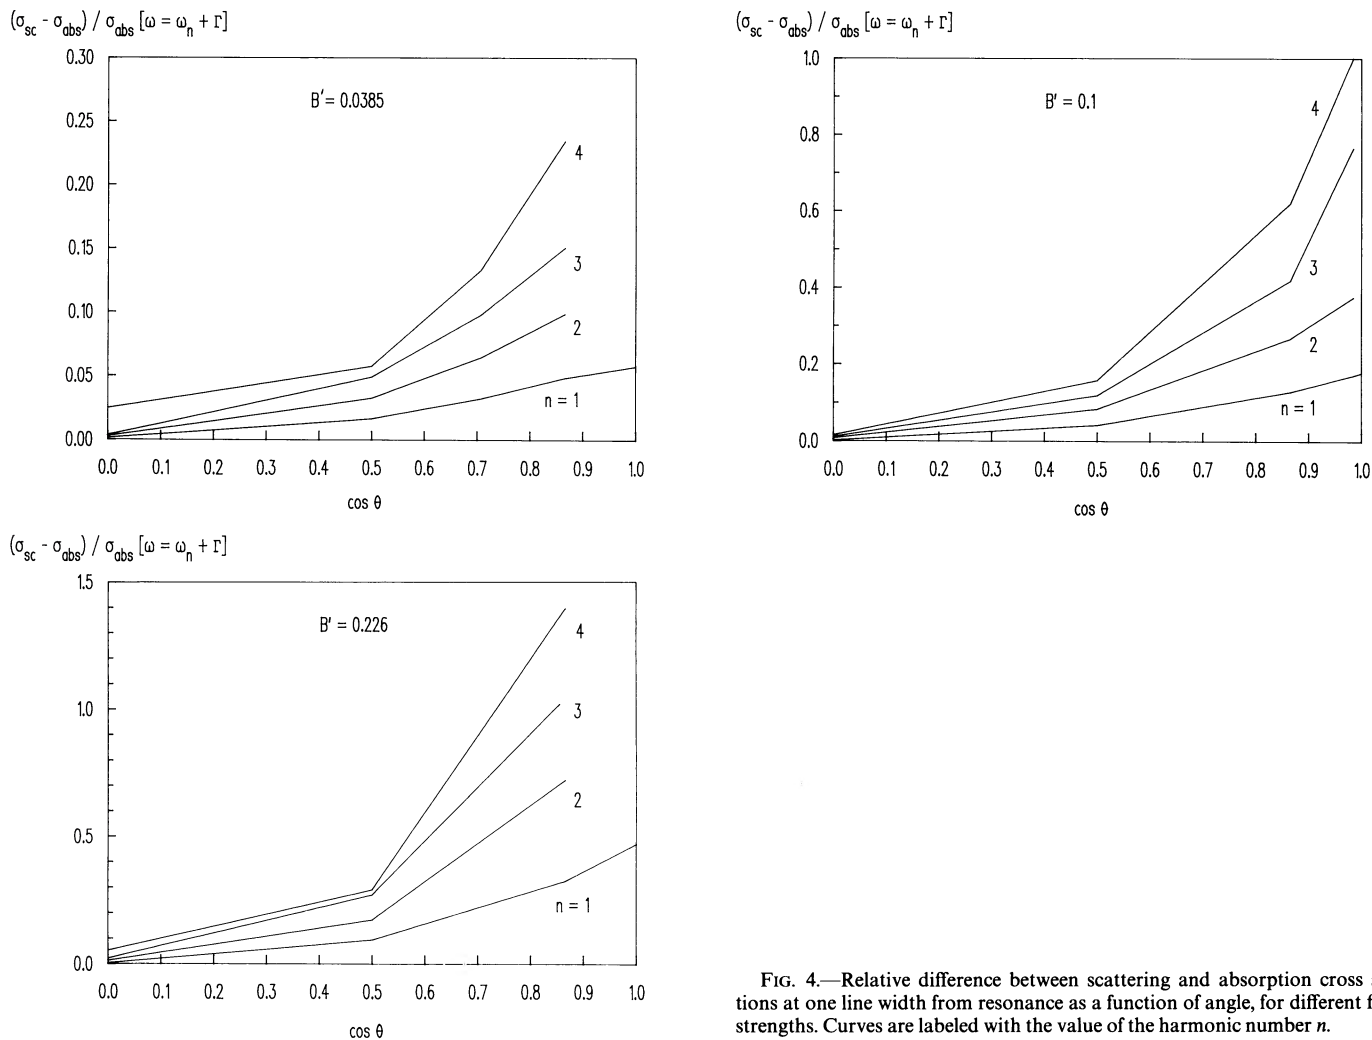 (σsc - σabs) / σabs [ω = ωn + Γ]
0.30
0.25
0.20
0.15
0.10
0.05
0.00
B′ = 0.0385
4
3
2
n = 1
0.0 0.1 0.2 0.3 0.4 0.5 0.6 0.7 0.8 0.9 1.0
cos θ
(σsc - σabs) / σabs [ω = ωn + Γ]
1.0
0.8
0.6
0.4
0.2
0.0
B′ = 0.1
4
3
2
n = 1
0.0 0.1 0.2 0.3 0.4 0.5 0.6 0.7 0.8 0.9 1.0
cos θ
(σsc - σabs) / σabs [ω = ωn + Γ]
1.5
1.0
0.5
0.0
B′ = 0.226
4
3
2
n = 1
0.0 0.1 0.2 0.3 0.4 0.5 0.6 0.7 0.8 0.9 1.0
cos θ
FIG. 4.—Relative difference between scattering and absorption cross
tions at one line width from resonance as a function of angle, for different
strengths. Curves are labeled with the value of the harmonic number n.